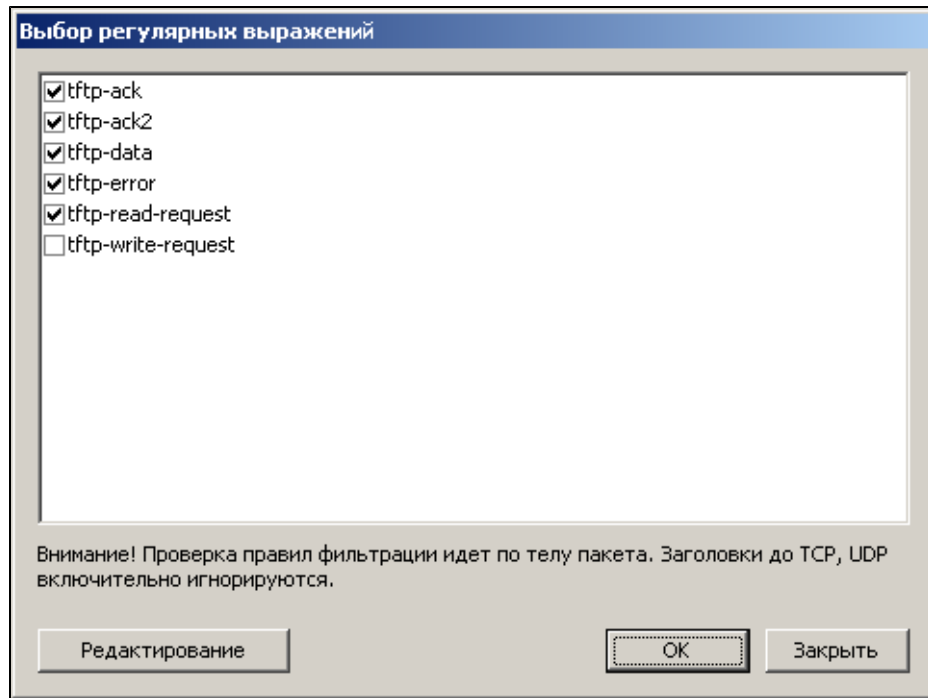 Выбор регулярных выражений
tftp-ack
tftp-ack2
tftp-data
tftp-error
tftp-read-request
tftp-write-request
Внимание! Проверка правил фильтрации идет по телу пакета. Заголовки до TCP, UDP
включительно игнорируются.
Редактирование
OK
Закрыть